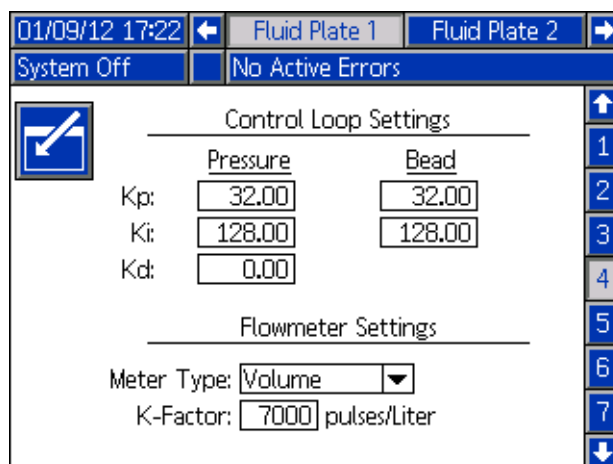 01/09/12 17:22 Fluid Plate 1 Fluid Plate 2
System Off No Active Errors
Control Loop Settings
Pressure Bead
Kp: 32.00 32.00
Ki: 128.00 128.00
Kd: 0.00
Flowmeter Settings
Meter Type: Volume
K-Factor: 7000 pulses/Liter
1
2
3
4
5
6
7